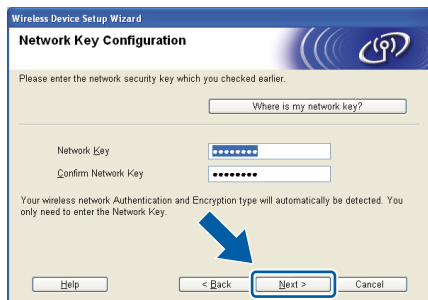 Wireless Device Setup Wizard
Network Key Configuration
Please enter the network security key which you checked earlier.
Where is my network key?
Network Key
Confirm Network Key
Your wireless network Authentication and Encryption type will automatically be detected. You
only need to enter the Network Key.
Help
< Back
Next >
Cancel